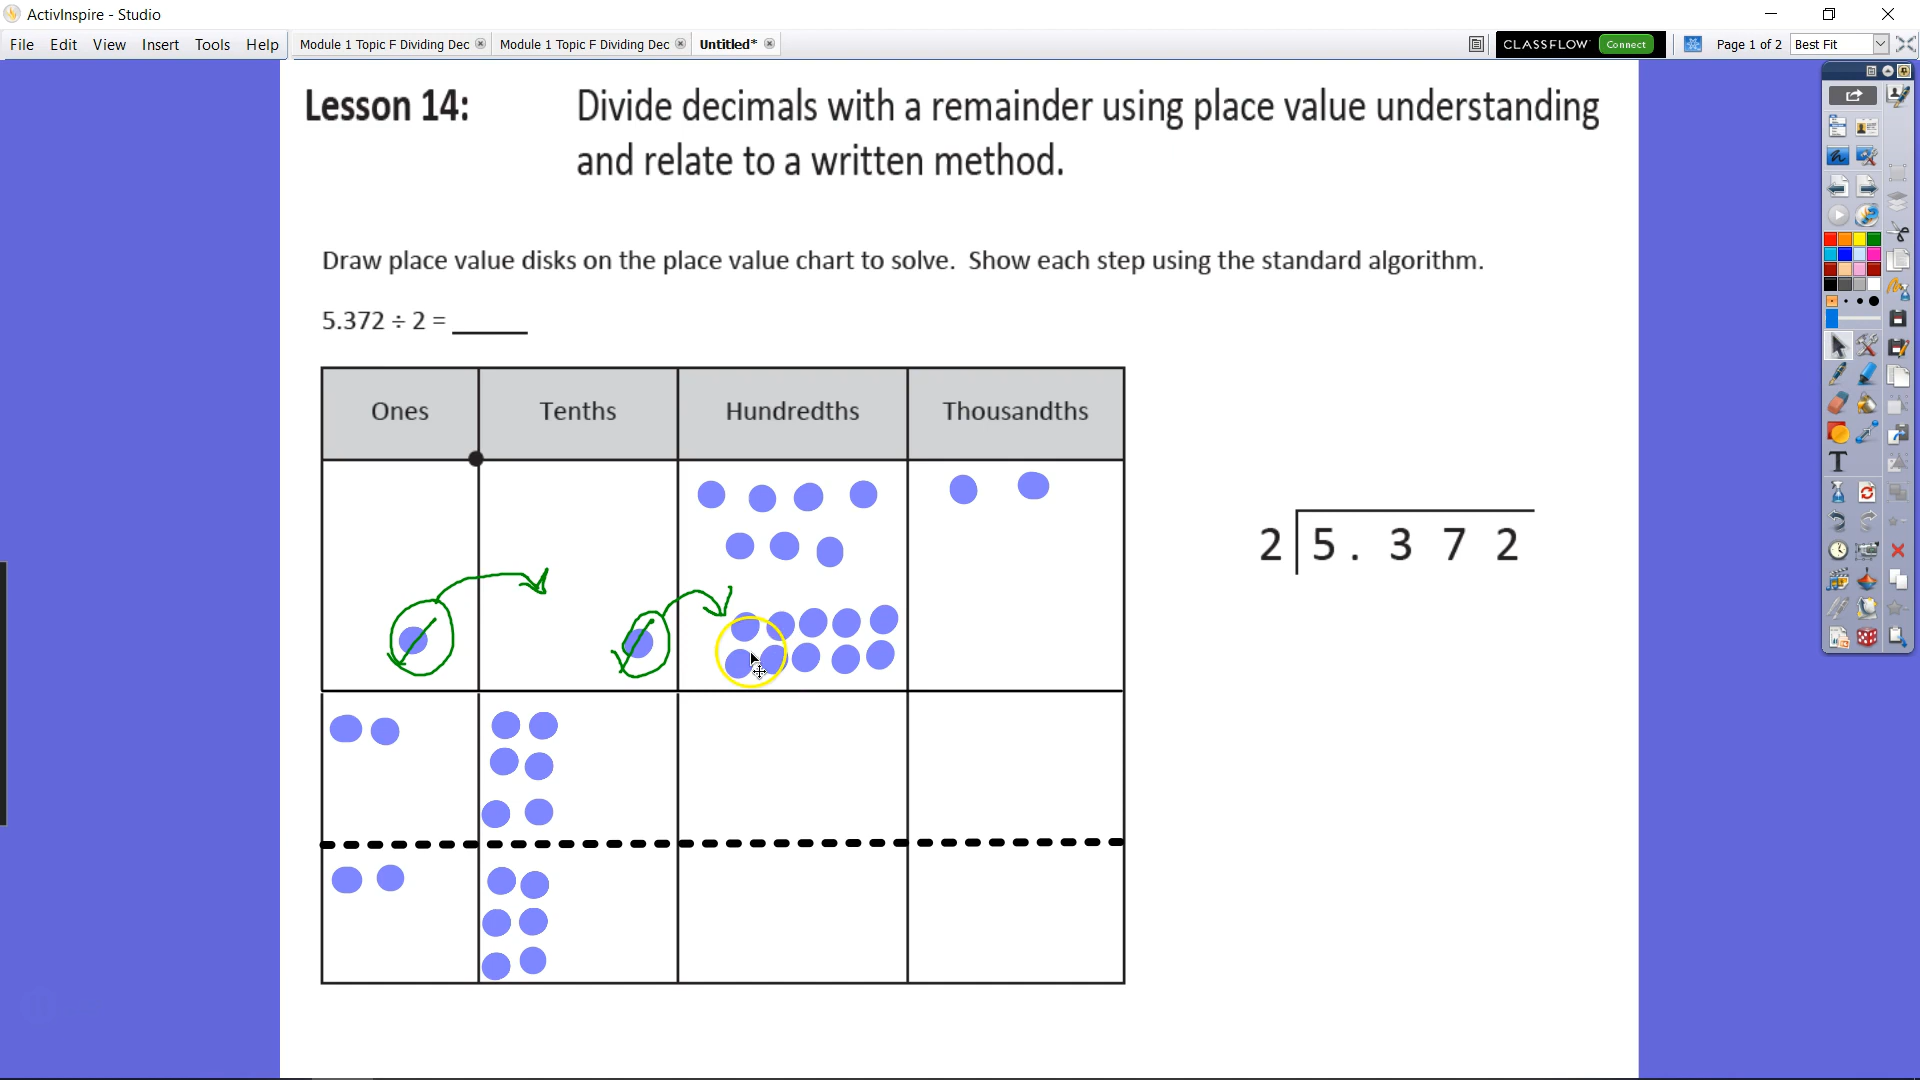 ActivInspire - Studio
File Edit View Insert Tools Help
Module 1 Topic F Dividing Dec Module 1 Topic F Dividing Dec Untitled*
CLASSFLOW Connect Page 1 of 2 Best Fit
Lesson 14: Divide decimals with a remainder using place value understanding
and relate to a written method.
Draw place value disks on the place value chart to solve. Show each step using the standard algorithm.
5.372 ÷ 2 = ______
Ones Tenths Hundredths Thousandths
2 5 . 3 7 2